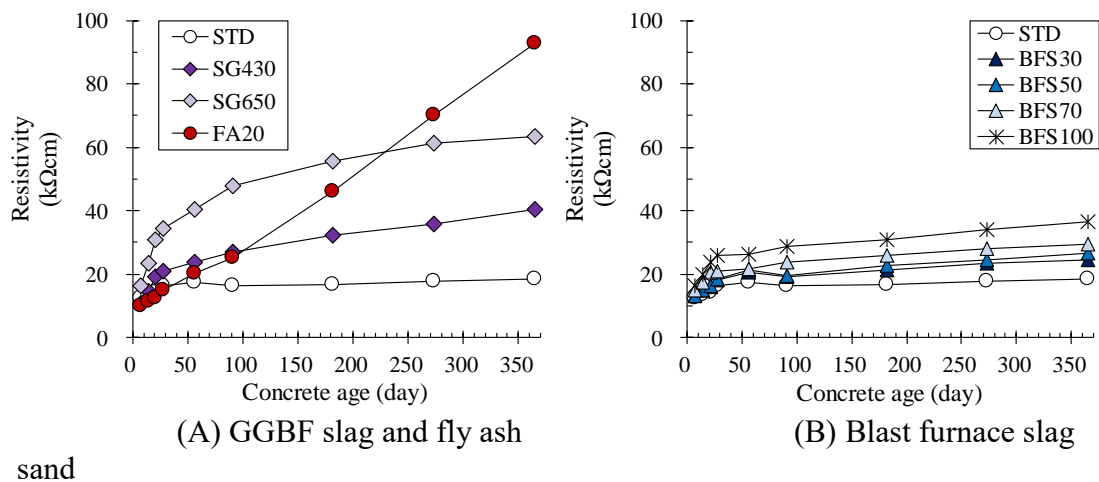 100
80
60
40
20
0
Resistivity
(kΩcm)
STD
SG430
SG650
FA20
0 50 100 150 200 250 300 350
Concrete age (day)
(A) GGBF slag and fly ash
100
80
60
40
20
0
Resistivity
(kΩcm)
STD
BFS30
BFS50
BFS70
BFS100
0 50 100 150 200 250 300 350
Concrete age (day)
(B) Blast furnace slag
sand